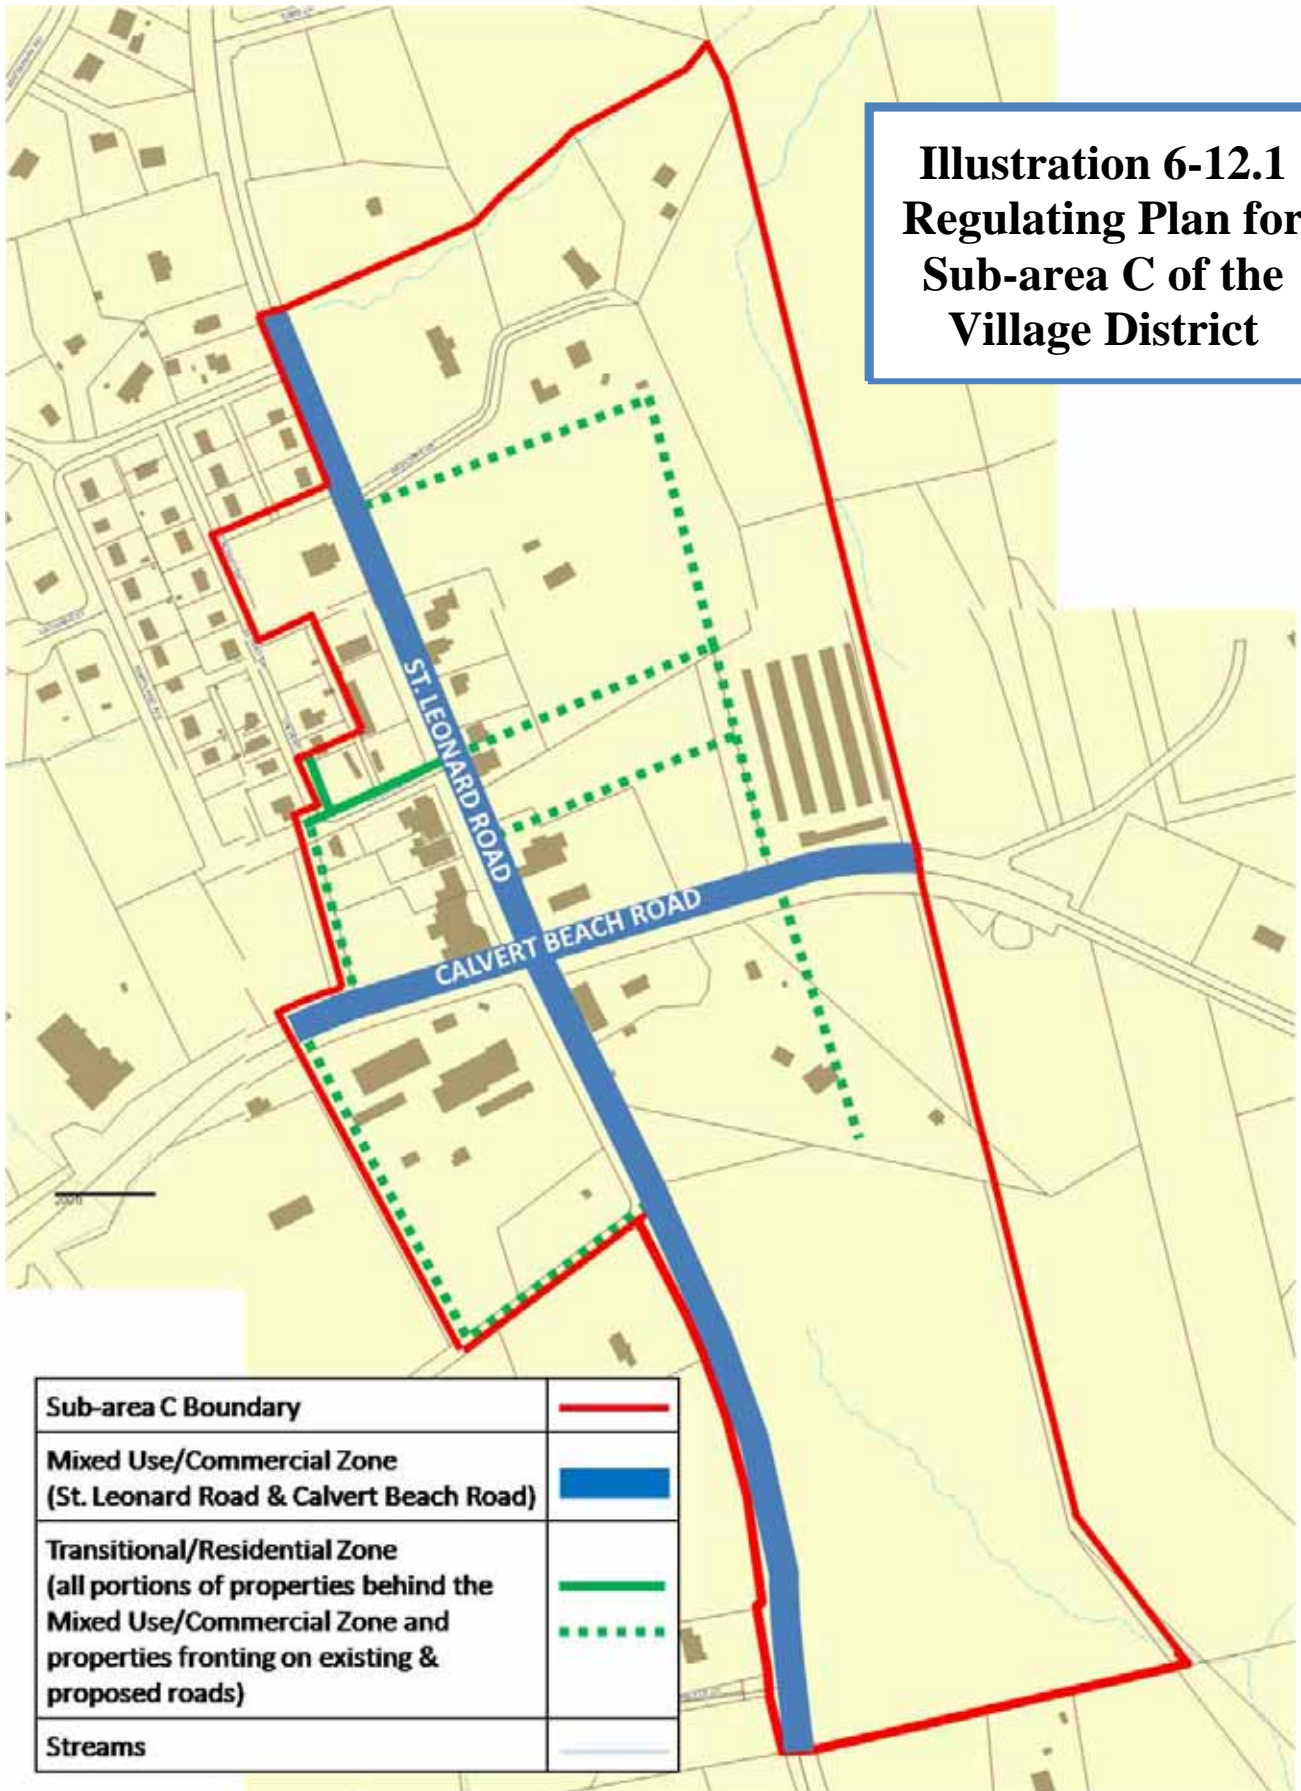 Illustration 6-12.1
Regulating Plan for
Sub-area C of the
Village District
ST. LEONARD ROAD
CALVERT BEACH ROAD
Sub-area C Boundary
Mixed Use/Commercial Zone
(St. Leonard Road & Calvert Beach Road)
Transitional/Residential Zone
(all portions of properties behind the
Mixed Use/Commercial Zone and
properties fronting on existing &
proposed roads)
Streams